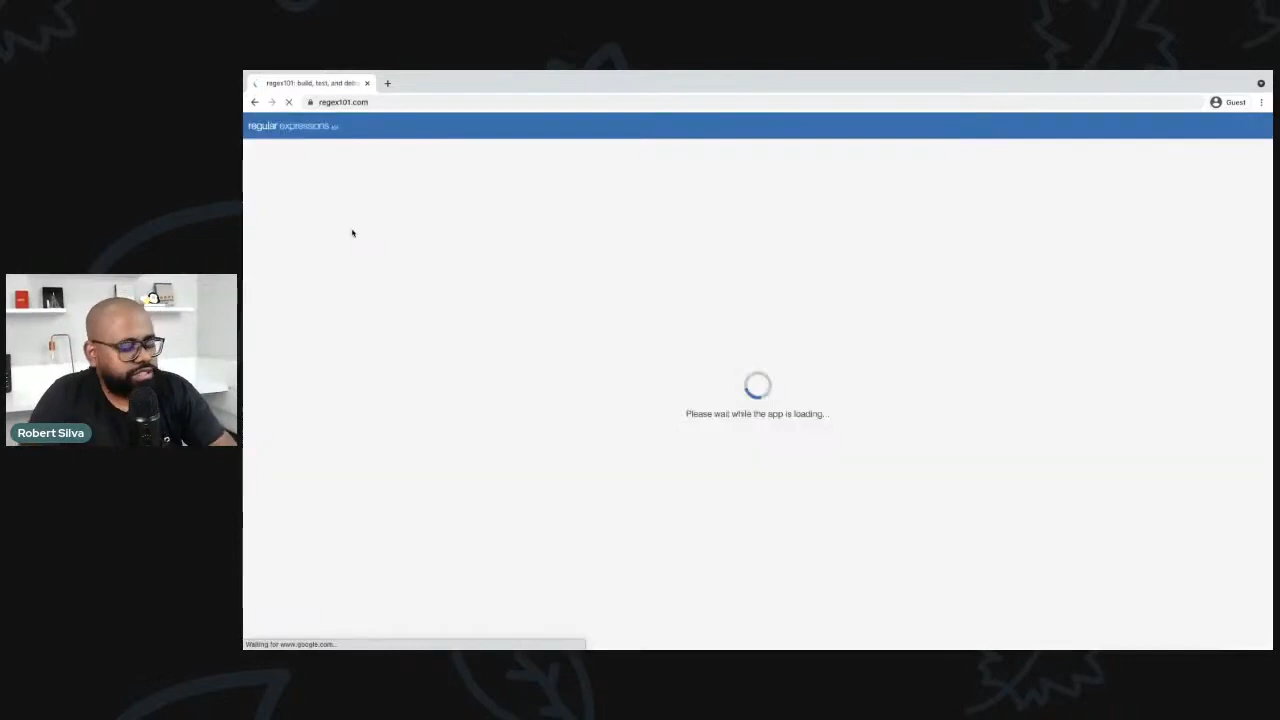 regex101: build, test, and deb
regex101.com
Guest
regular expressions 101
Please wait while the app is loading...
Robert Silva
Waiting for www.google.com...